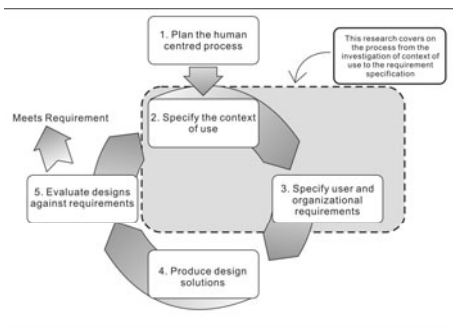 1. Plan the human
centred process
This research covers on
the process from the
investigation of context of
use to the requirement
specification
Meets Requirement
2. Specify the context
of use
5. Evaluate designs
against requirements
3. Specify user and
organizational
requirements
4. Produce design
solutions